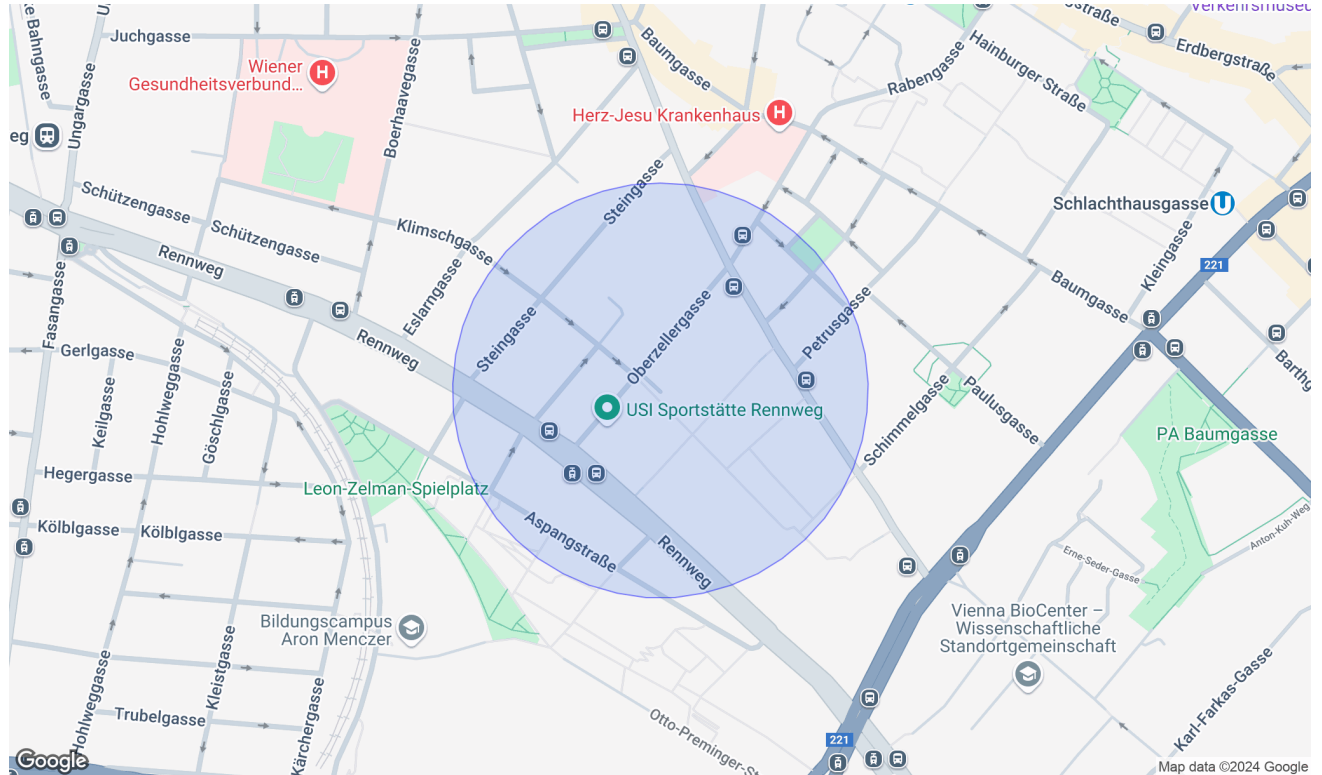 Verkehrsmuseu
Juchgasse
Baumgasse
Hainburger Straße
Erdbergstraße
Ungargasse
Wiener
Gesundheitsverbund...
Boerhaavegasse
Rabengasse
Herz-Jesu Krankenhaus
eg
Schützengasse
Schützengasse
Klimschgasse
Steingasse
Schlachthausgasse
Kleingasse
221
Rennweg
Fasangasse
Eslarngasse
Baumgasse
Rennweg
Steingasse
Oberzellergasse
Petrusgasse
Gerlgasse
Keilgasse
Hohlweggasse
Göschlgasse
USI Sportstätte Rennweg
Schimmelgasse
Paulusgasse
PA Baumgasse
Hegergasse
Leon-Zelman-Spielplatz
Kölblgasse
Kölblgasse
Aspangstraße
Rennweg
Anton-Kuh-Weg
Erne-Seder-Gasse
Bildungscampus
Aron Menczer
Vienna BioCenter –
Wissenschaftliche
Standortgemeinschaft
Hohlweggasse
Kleistgasse
Trubelgasse
Kärchergasse
Otto-Preminger-St
Karl-Farkas-Gasse
221
Google
Map data ©2024 Google